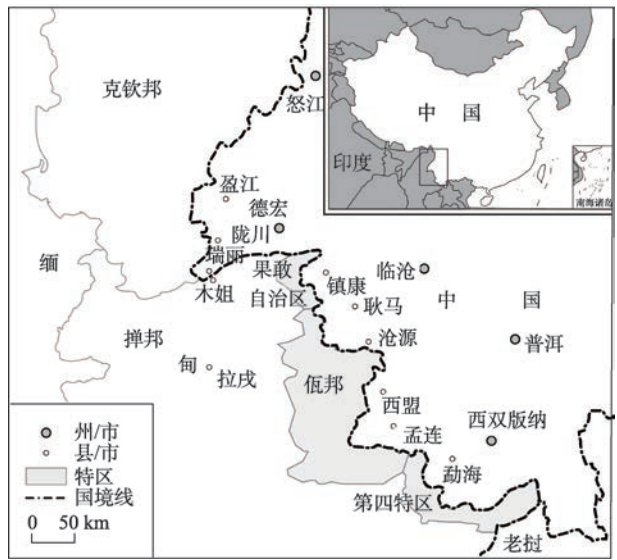 克钦邦
怒江
中 国
印度
南海诸岛
盈江
德宏
陇川
瑞丽
缅
木姐
果敢
自治区
镇康
临沧
耿马
中 国
掸邦
沧源
普洱
甸
拉戌
佤邦
西盟
孟连
西双版纳
勐海
第四特区
老挝
州/市
县/市
特区
国境线
0 50 km